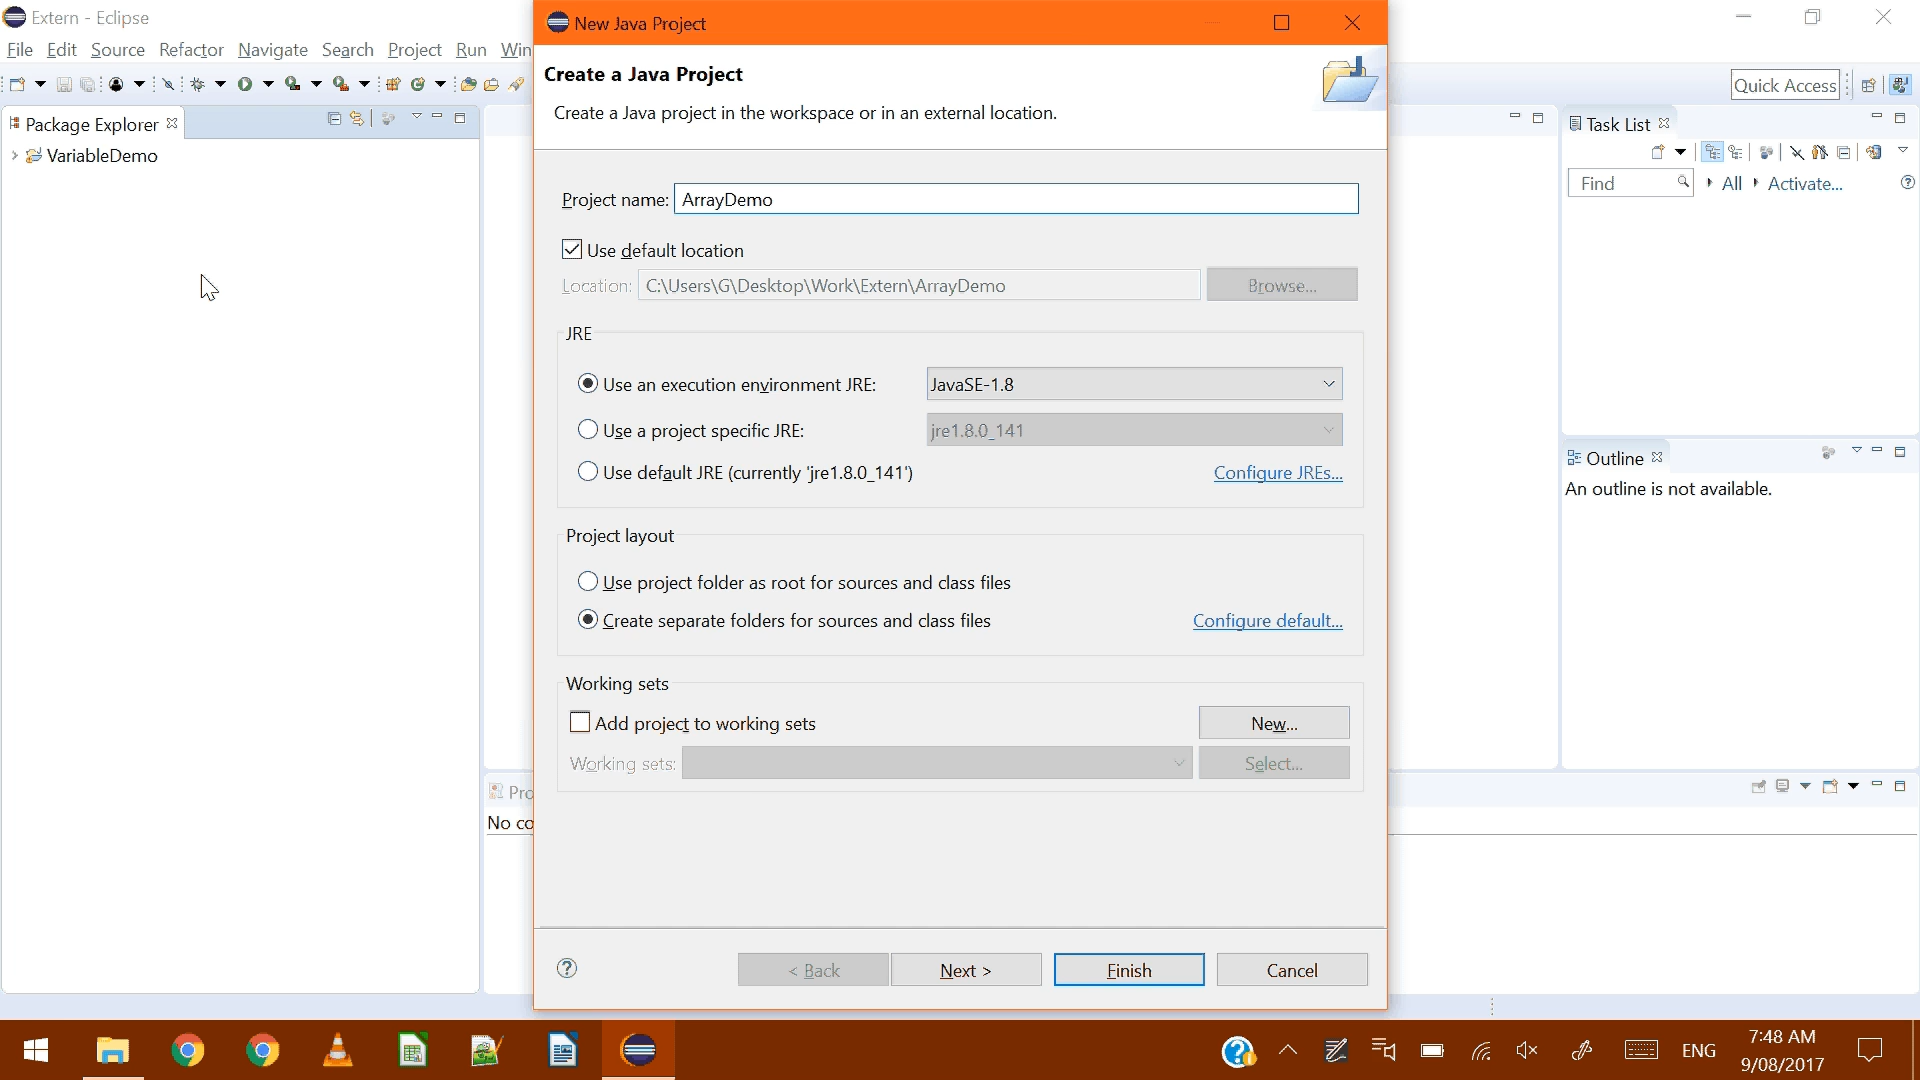 Extern - Eclipse
New Java Project
File Edit Source Refactor Navigate Search Project Run Win
Create a Java Project
Create a Java project in the workspace or in an external location.
Quick Access
Package Explorer
Task List
VariableDemo
Find
All
Activate...
Project name: ArrayDemo
Use default location
Location: C:\Users\G\Desktop\Work\Extern\ArrayDemo Browse...
JRE
Use an execution environment JRE: JavaSE-1.8
Use a project specific JRE: jre1.8.0_141
Use default JRE (currently 'jre1.8.0_141') Configure JREs...
Outline
An outline is not available.
Project layout
Use project folder as root for sources and class files
Create separate folders for sources and class files Configure default...
Working sets
Add project to working sets New...
Working sets: Select...
Pro
No co
< Back Next > Finish Cancel
ENG
7:48 AM
9/08/2017